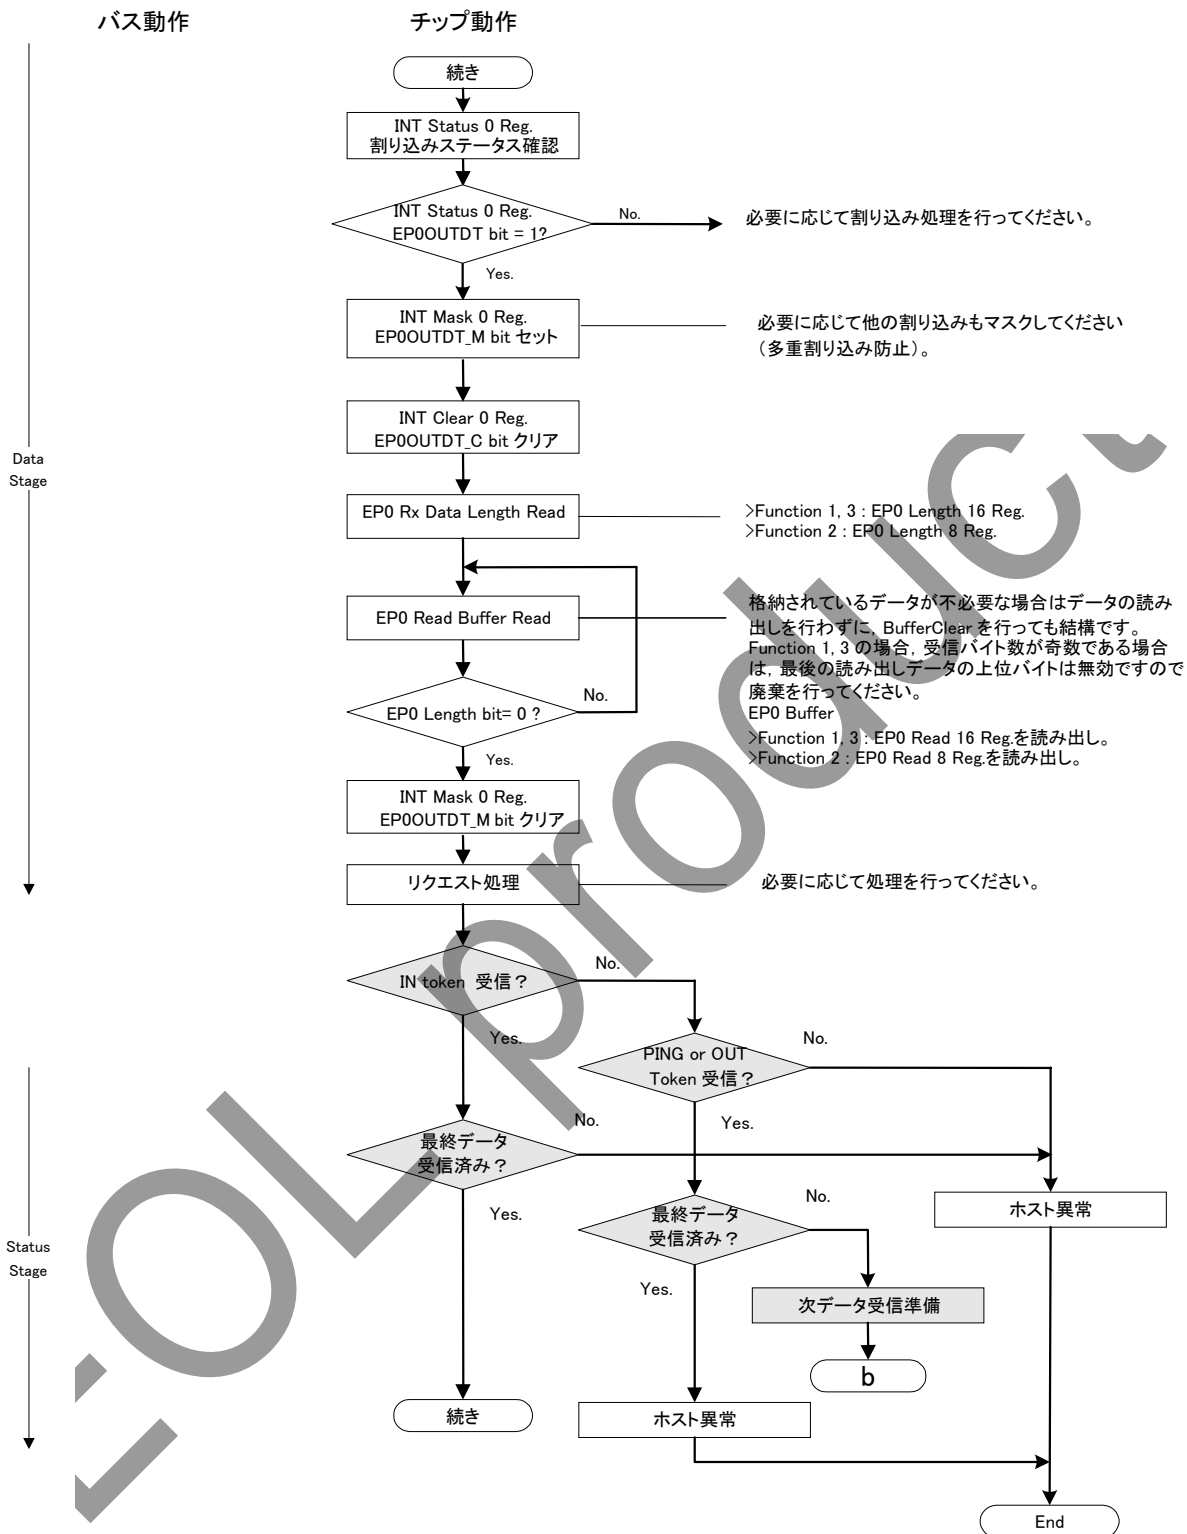 バス動作
チップ動作
続き
INT Status 0 Reg.
割り込みステータス確認
INT Status 0 Reg.
EP0OUTDT bit = 1?
No.
必要に応じて割り込み処理を行ってください。
Yes.
INT Mask 0 Reg.
EP0OUTDT_M bit セット
必要に応じて他の割り込みもマスクしてください
（多重割り込み防止）。
INT Clear 0 Reg.
EP0OUTDT_C bit クリア
Data
Stage
EP0 Rx Data Length Read
>Function 1, 3 : EP0 Length 16 Reg.
>Function 2 : EP0 Length 8 Reg.
EP0 Read Buffer Read
格納されているデータが不必要な場合はデータの読み
出しを行わずに, BufferClearを行っても結構です。
Function 1, 3 の場合, 受信バイト数が奇数である場合
は, 最後の読み出しデータの上位バイトは無効ですので
廃棄を行ってください。
EP0 Buffer
>Function 1, 3 : EP0 Read 16 Reg.を読み出し。
>Function 2 : EP0 Read 8 Reg.を読み出し。
EP0 Length bit= 0 ?
No.
Yes.
INT Mask 0 Reg.
EP0OUTDT_M bit クリア
リクエスト処理
必要に応じて処理を行ってください。
IN token 受信？
No.
Yes.
PING or OUT
Token 受信？
No.
Yes.
最終データ
受信済み？
No.
Yes.
最終データ
受信済み？
No.
Yes.
ホスト異常
Status
Stage
次データ受信準備
b
続き
ホスト異常
End
EOL product